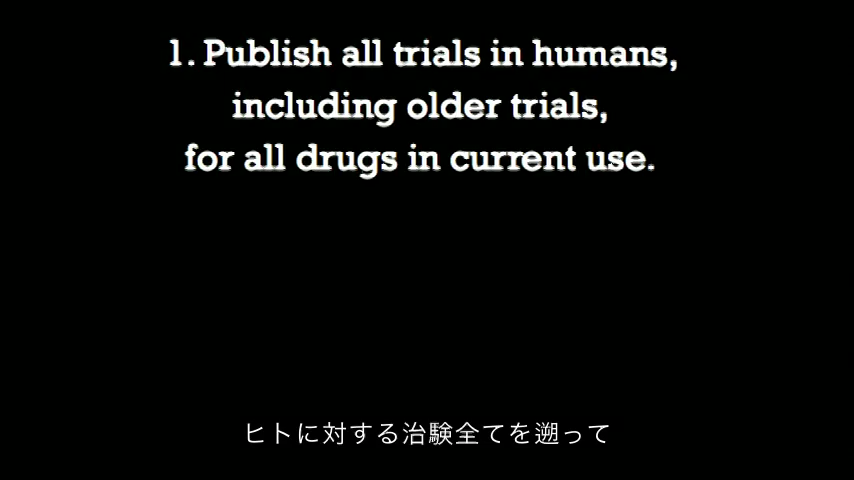 1. Publish all trials in humans,
including older trials,
for all drugs in current use.
ヒトに対する治験全てを遡って